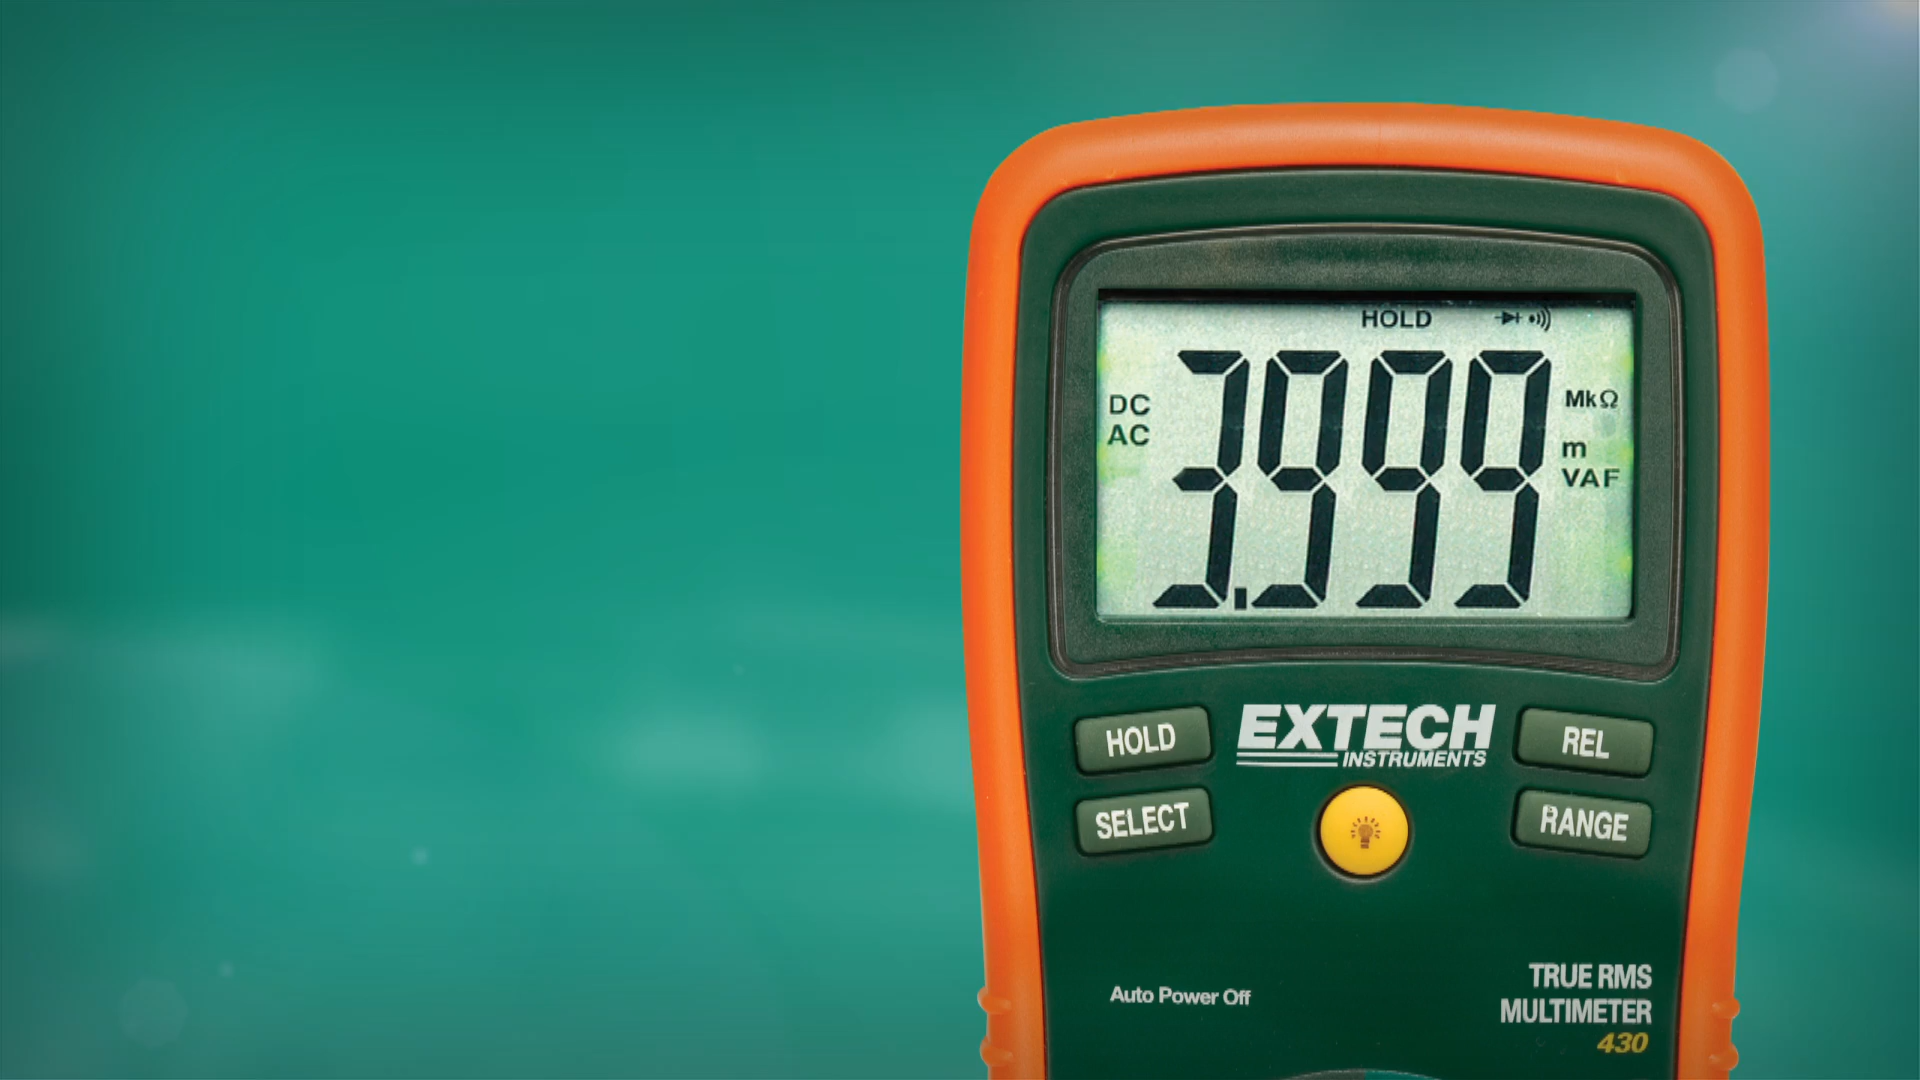 HOLD
DC
AC
3.999
MkΩ
m
VAF
HOLD
EXTECH
INSTRUMENTS
REL
SELECT
RANGE
Auto Power Off
TRUE RMS
MULTIMETER
430